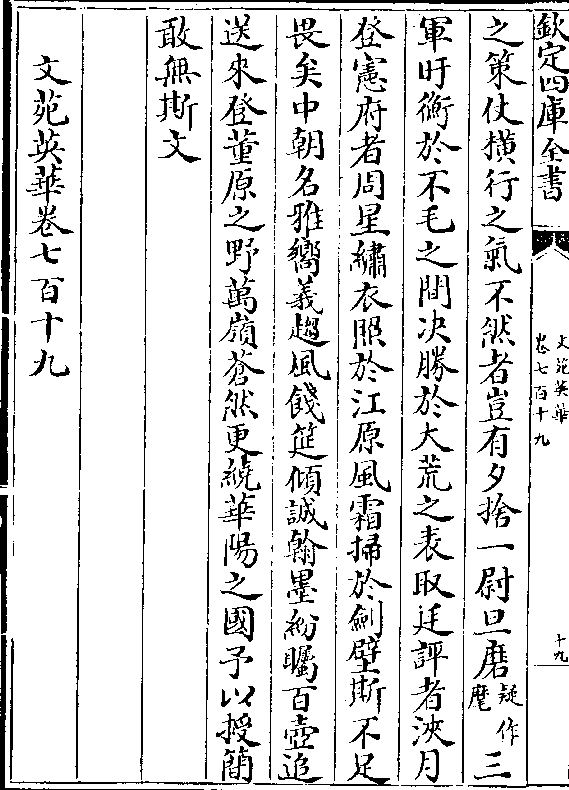 欽定四庫全書
文苑英華
卷七百十九
十九
之策仗横行之氣不然者豈有夕捨一尉旦磨疑作麾三
軍盱衡於不毛之間决勝於大荒之表取廷評者浹月
登憲府者周星繡衣照於江原風霜掃於劍壁斯不足
畏矣中朝名雅嚮義趨風餞筵傾誠翰墨紛矚百壺追
送來登董原之野萬嶺蒼然更繞華陽之國予以授簡
敢無斯文
文苑英華卷七百十九